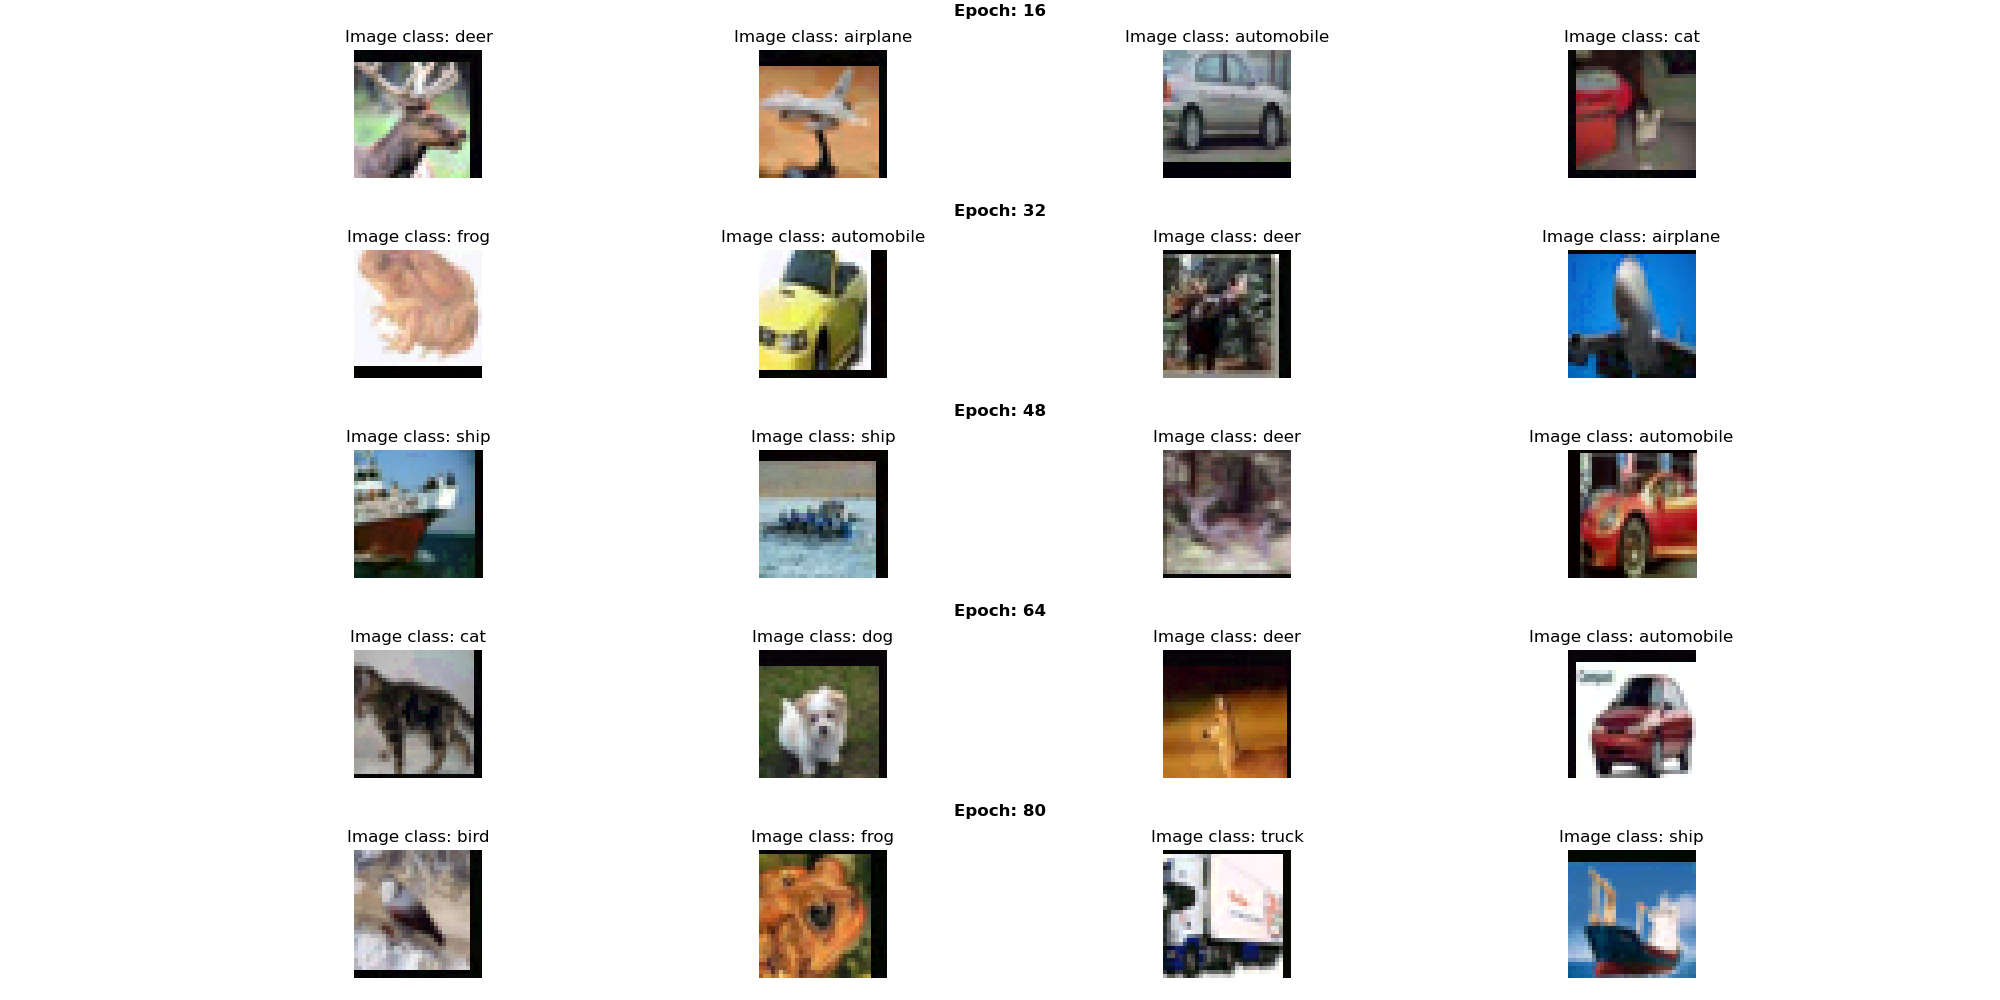 Epoch: 16
Image class: deer
Image class: airplane
Image class: automobile
Image class: cat
Epoch: 32
Image class: frog
Image class: automobile
Image class: deer
Image class: airplane
Epoch: 48
Image class: ship
Image class: ship
Image class: deer
Image class: automobile
Epoch: 64
Image class: cat
Image class: dog
Image class: deer
Image class: automobile
Epoch: 80
Image class: bird
Image class: frog
Image class: truck
Image class: ship